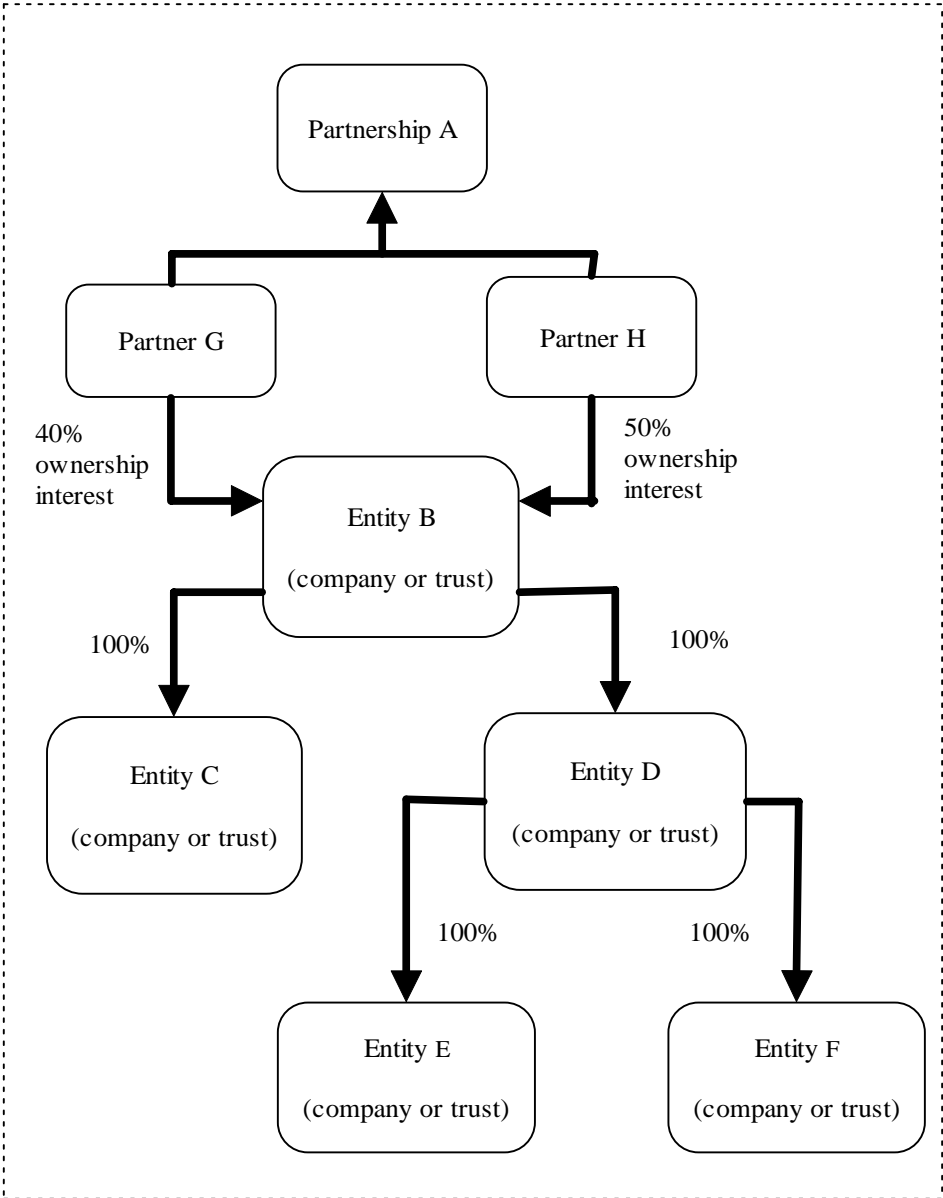 Partnership A
Partner G
Partner H
40%
ownership
interest
50%
ownership
interest
Entity B
(company or trust)
100%
100%
Entity C
(company or trust)
Entity D
(company or trust)
100%
100%
Entity E
(company or trust)
Entity F
(company or trust)